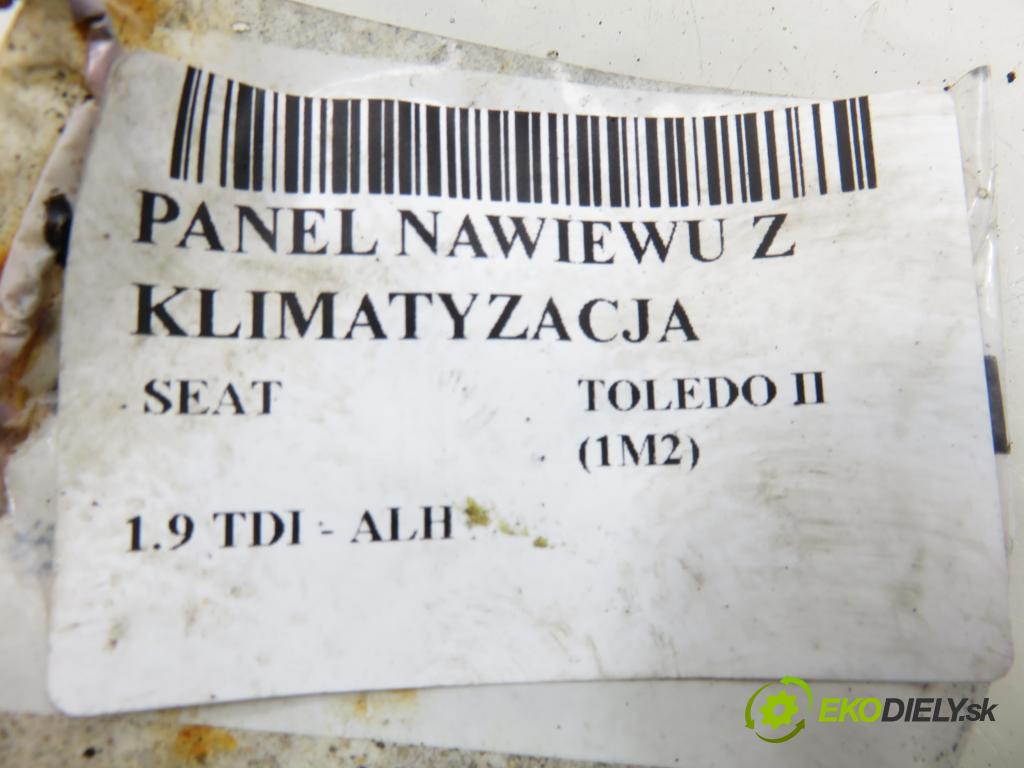 PANEL NAWIEWU Z
KLIMATYZACJA
SEAT TOLEDO II
(1M2)
1.9 TDI - ALH
EKODIELY.sk